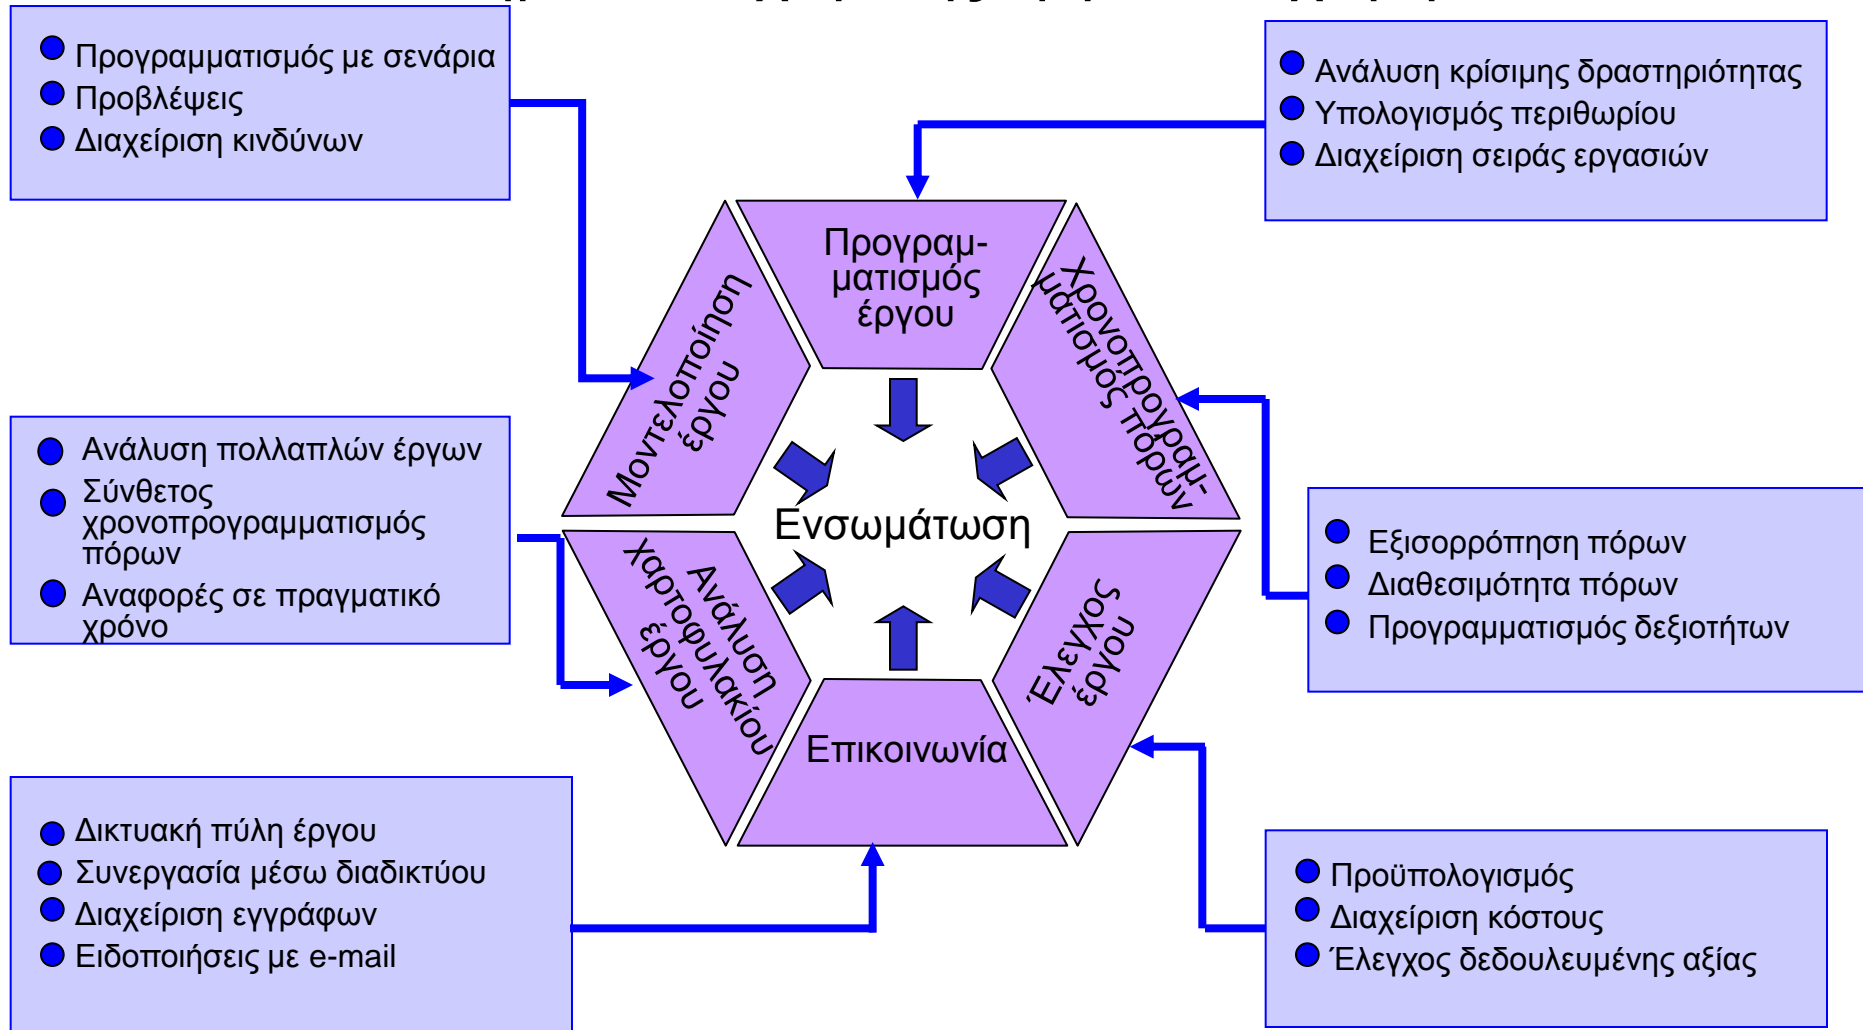 Προγραμματισμός με σενάρια
Προβλέψεις
Διαχείριση κινδύνων
Ανάλυση κρίσιμης δραστηριότητας
Υπολογισμός περιθωρίου
Διαχείριση σειράς εργασιών
Προγραμ-
ματισμός
έργου
Μοντελοποίηση
έργου
Χρονοπρογραμ-
ματισμός πόρων
Ανάλυση πολλαπλών έργων
Σύνθετος
χρονοπρογραμματισμός
πόρων
Αναφορές σε πραγματικό
χρόνο
Ενσωμάτωση
Εξισορρόπηση πόρων
Διαθεσιμότητα πόρων
Προγραμματισμός δεξιοτήτων
Ανάλυση
χαρτοφυλακίου
έργου
Έλεγχος
έργου
Επικοινωνία
Δικτυακή πύλη έργου
Συνεργασία μέσω διαδικτύου
Διαχείριση εγγράφων
Ειδοποιήσεις με e-mail
Προϋπολογισμός
Διαχείριση κόστους
Έλεγχος δεδουλευμένης αξίας